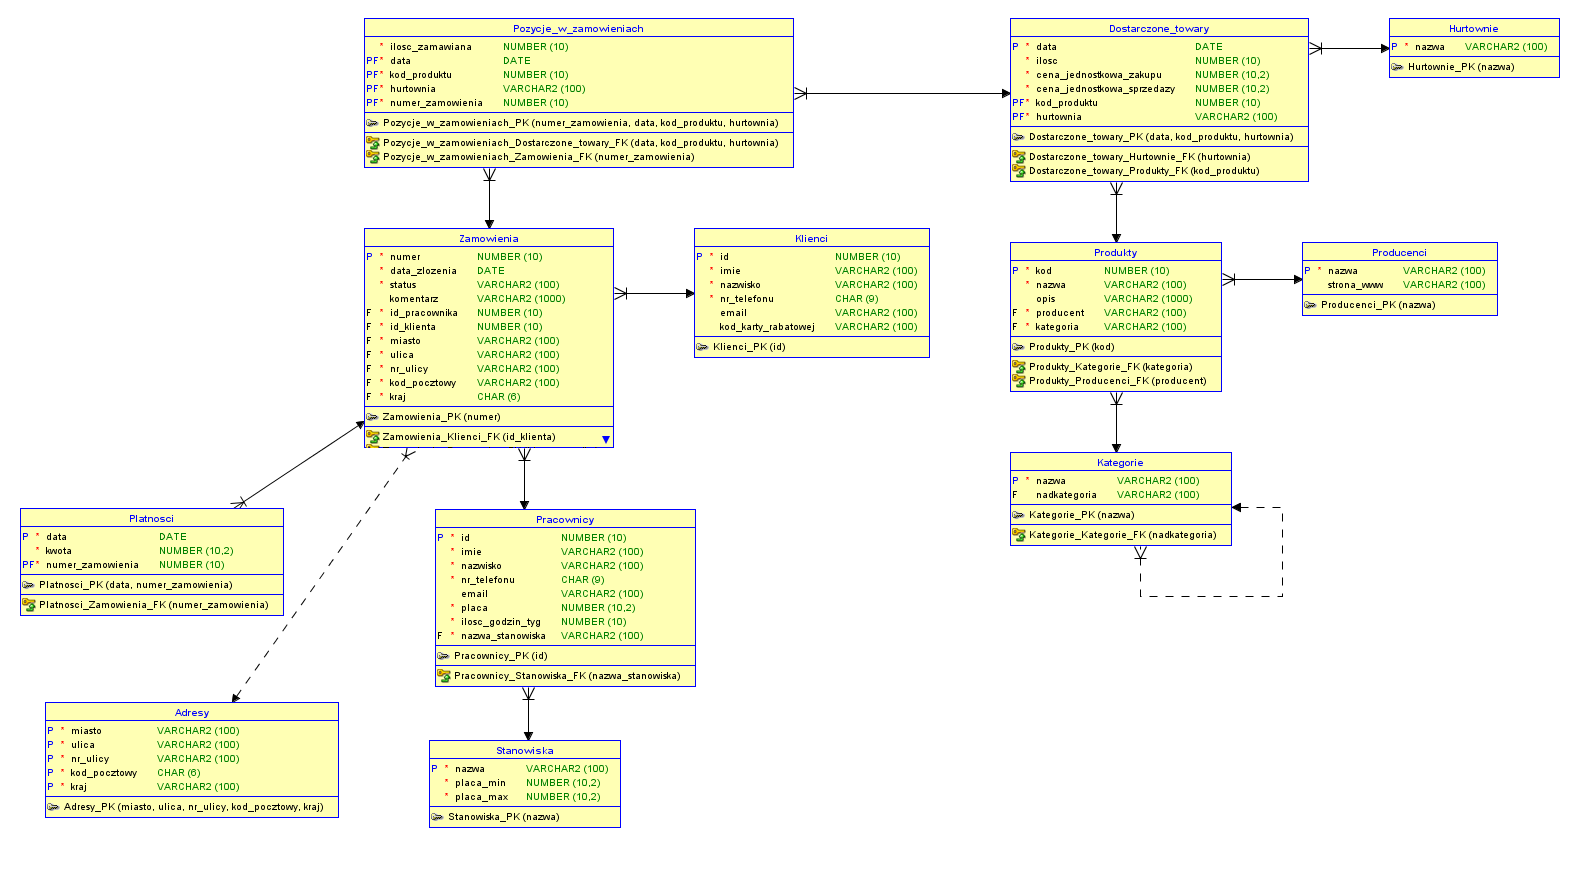 Pozycje_w_zamowieniach
* ilosc_zamawiana NUMBER (10)
PF* data DATE
PF* kod_produktu NUMBER (10)
PF* hurtownia VARCHAR2 (100)
PF* numer_zamowienia NUMBER (10)
Pozycje_w_zamowieniach_PK (numer_zamowienia, data, kod_produktu, hurtownia)
Pozycje_w_zamowieniach_Dostarczone_towary_FK (data, kod_produktu, hurtownia)
Pozycje_w_zamowieniach_Zamowienia_FK (numer_zamowienia)
Dostarczone_towary
P * data DATE
* ilosc NUMBER (10)
* cena_jednostkowa_zakupu NUMBER (10,2)
* cena_jednostkowa_sprzedazy NUMBER (10,2)
PF* kod_produktu NUMBER (10)
PF* hurtownia VARCHAR2 (100)
Dostarczone_towary_PK (data, kod_produktu, hurtownia)
Dostarczone_towary_Hurtownie_FK (hurtownia)
Dostarczone_towary_Produkty_FK (kod_produktu)
Hurtownie
P * nazwa VARCHAR2 (100)
Hurtownie_PK (nazwa)
Zamowienia
P * numer NUMBER (10)
* data_zlozenia DATE
* status VARCHAR2 (100)
komentarz VARCHAR2 (1000)
F * id_pracownika NUMBER (10)
F * id_klienta NUMBER (10)
F * miasto VARCHAR2 (100)
F * ulica VARCHAR2 (100)
F * nr_ulicy VARCHAR2 (100)
F * kod_pocztowy VARCHAR2 (100)
F * kraj CHAR (6)
Zamowienia_PK (numer)
Zamowienia_Klienci_FK (id_klienta)
Klienci
P * id NUMBER (10)
* imie VARCHAR2 (100)
* nazwisko VARCHAR2 (100)
* nr_telefonu CHAR (9)
email VARCHAR2 (100)
kod_karty_rabatowej VARCHAR2 (100)
Klienci_PK (id)
Produkty
P * kod NUMBER (10)
* nazwa VARCHAR2 (100)
opis VARCHAR2 (1000)
F * producent VARCHAR2 (100)
F * kategoria VARCHAR2 (100)
Produkty_PK (kod)
Produkty_Kategorie_FK (kategoria)
Produkty_Producenci_FK (producent)
Producenci
P * nazwa VARCHAR2 (100)
strona_www VARCHAR2 (100)
Producenci_PK (nazwa)
Kategorie
P * nazwa VARCHAR2 (100)
F nadkategoria VARCHAR2 (100)
Kategorie_PK (nazwa)
Kategorie_Kategorie_FK (nadkategoria)
Platnosci
P * data DATE
* kwota NUMBER (10,2)
PF* numer_zamowienia NUMBER (10)
Platnosci_PK (data, numer_zamowienia)
Platnosci_Zamowienia_FK (numer_zamowienia)
Pracownicy
P * id NUMBER (10)
* imie VARCHAR2 (100)
* nazwisko VARCHAR2 (100)
* nr_telefonu CHAR (9)
email VARCHAR2 (100)
* placa NUMBER (10,2)
* ilosc_godzin_tyg NUMBER (10)
F * nazwa_stanowiska VARCHAR2 (100)
Pracownicy_PK (id)
Pracownicy_Stanowiska_FK (nazwa_stanowiska)
Adresy
P * miasto VARCHAR2 (100)
P * ulica VARCHAR2 (100)
P * nr_ulicy VARCHAR2 (100)
P * kod_pocztowy CHAR (6)
P * kraj VARCHAR2 (100)
Adresy_PK (miasto, ulica, nr_ulicy, kod_pocztowy, kraj)
Stanowiska
P * nazwa VARCHAR2 (100)
* placa_min NUMBER (10,2)
* placa_max NUMBER (10,2)
Stanowiska_PK (nazwa)